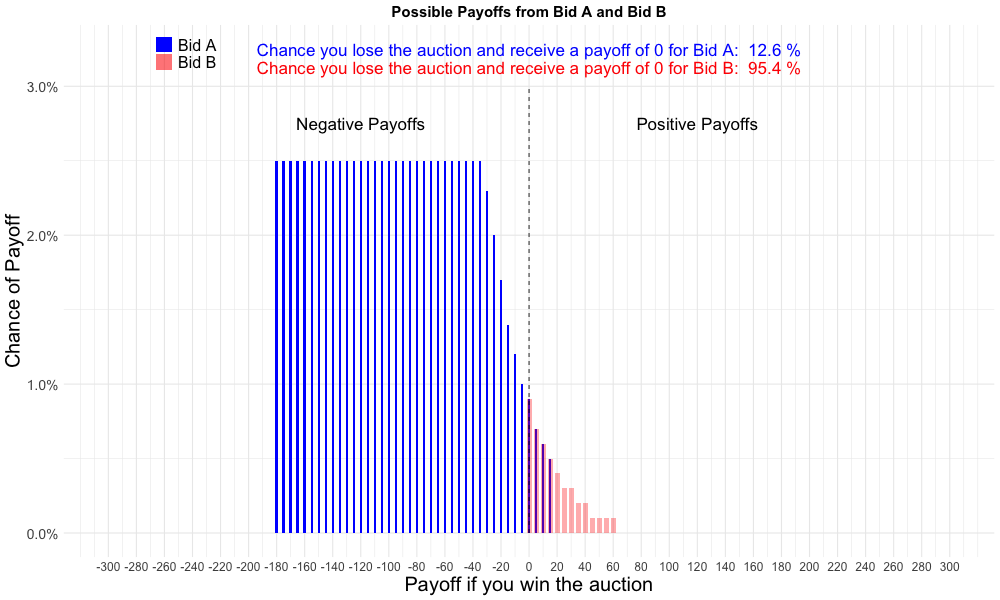 Possible Payoffs from Bid A and Bid B
Bid A
Bid B
Chance you lose the auction and receive a payoff of 0 for Bid A: 12.6 %
Chance you lose the auction and receive a payoff of 0 for Bid B: 95.4 %
Negative Payoffs
Positive Payoffs
Chance of Payoff
3.0%
2.0%
1.0%
0.0%
-300 -280 -260 -240 -220 -200 -180 -160 -140 -120 -100 -80 -60 -40 -20 0 20 40 60 80 100 120 140 160 180 200 220 240 260 280 300
Payoff if you win the auction